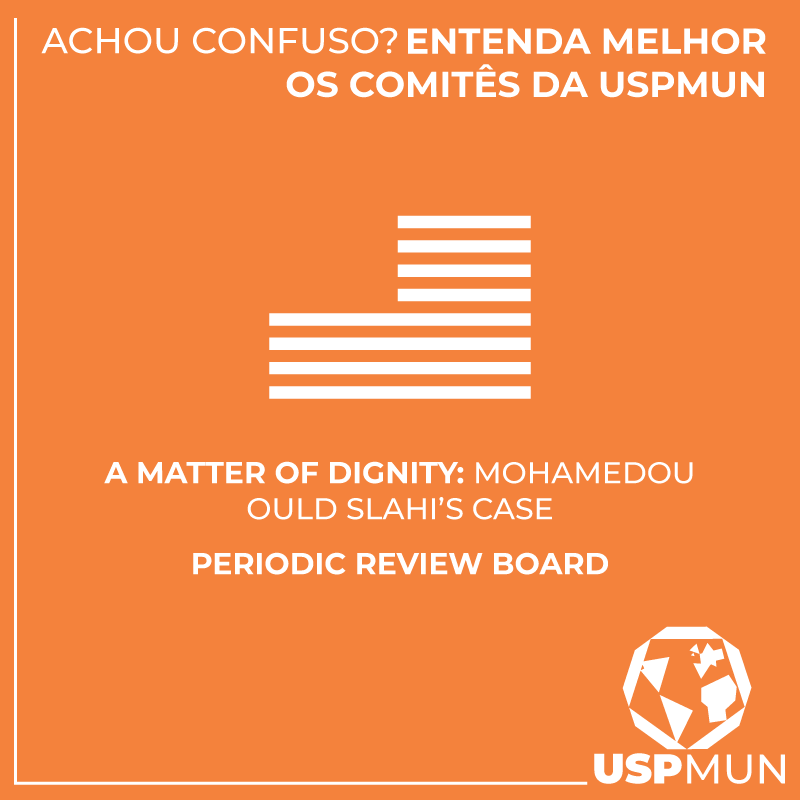 ACHOU CONFUSO? ENTENDA MELHOR
OS COMITÊS DA USPMUN
A MATTER OF DIGNITY: MOHAMEDOU
OULD SLAHI'S CASE
PERIODIC REVIEW BOARD
USPMUN